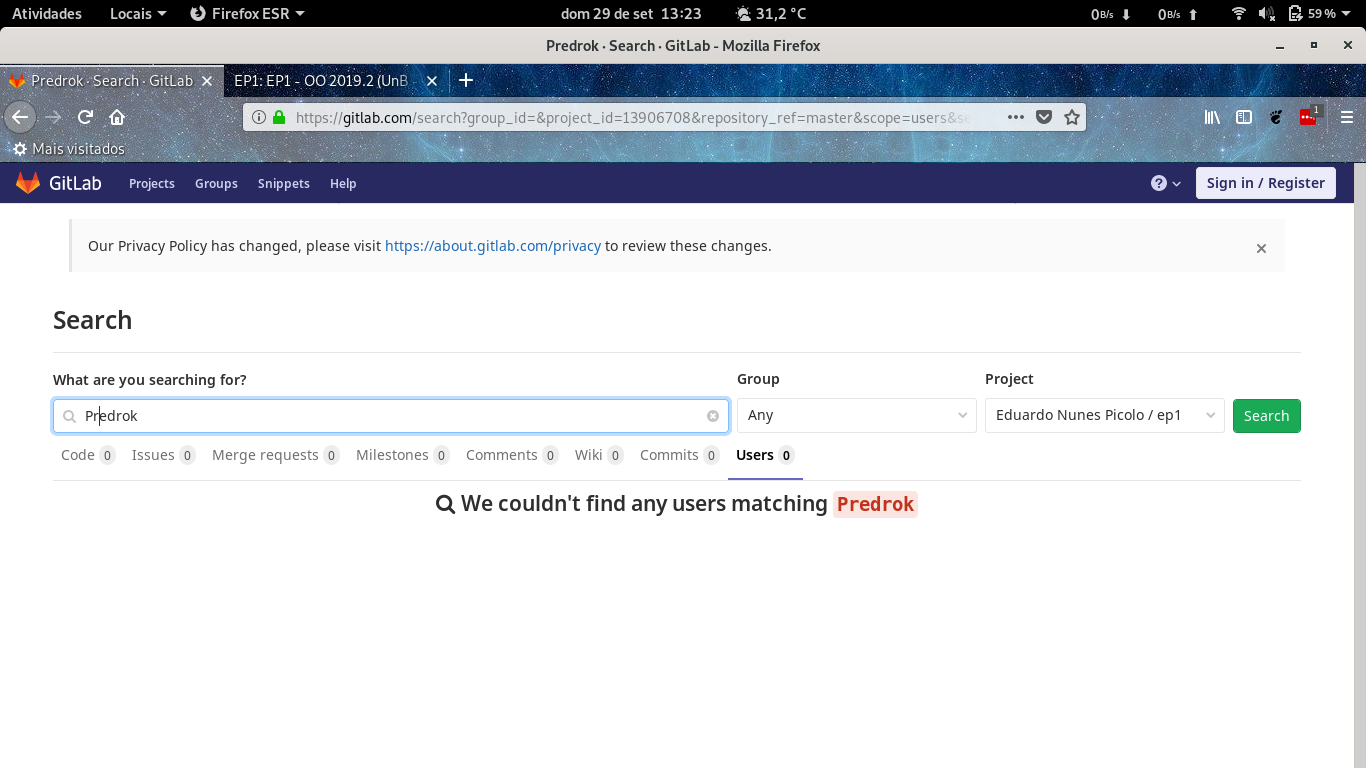 Atividades Locais Firefox ESR dom 29 de set 13:23 31,2 °C 0B/s 0B/s 59%
Predrok · Search · GitLab - Mozilla Firefox
Predrok · Search · GitLab EP1: EP1 - OO 2019.2 (UnB
https://gitlab.com/search?group_id=&project_id=13906708&repository_ref=master&scope=users&se 1
Mais visitados
GitLab Projects Groups Snippets Help Sign in / Register
Our Privacy Policy has changed, please visit https://about.gitlab.com/privacy to review these changes.
Search
What are you searching for? Group Project
Predrok Any Eduardo Nunes Picolo / ep1 Search
Code 0 Issues 0 Merge requests 0 Milestones 0 Comments 0 Wiki 0 Commits 0 Users 0
We couldn't find any users matching Predrok